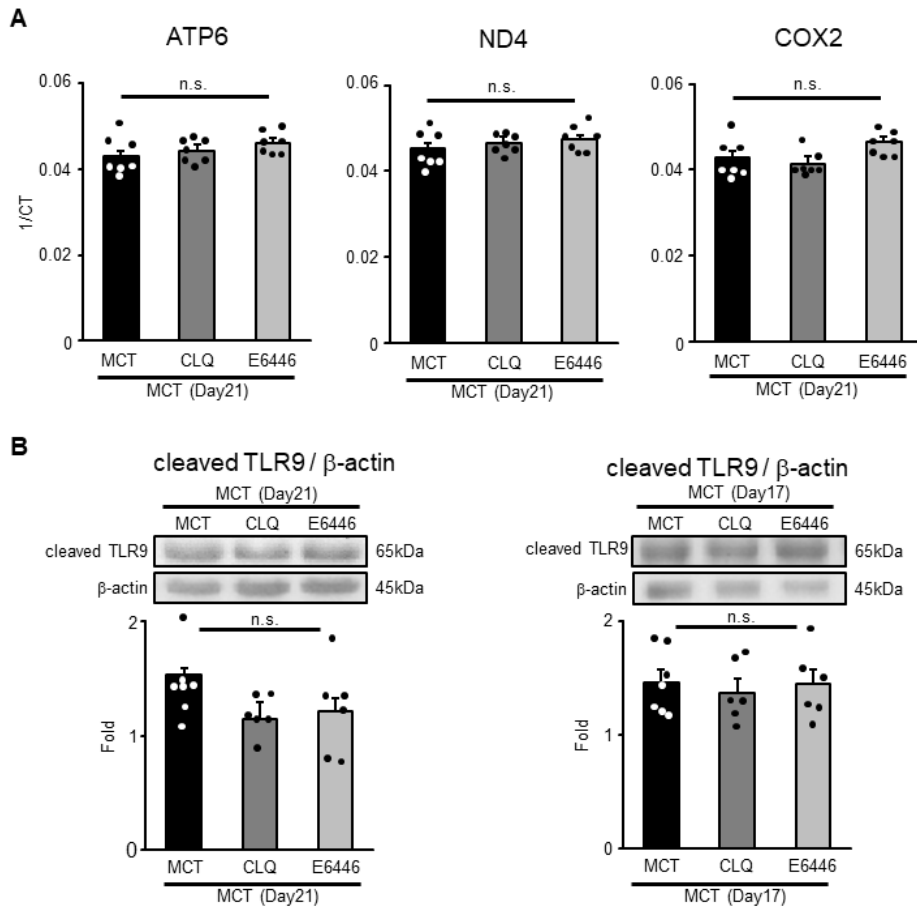 A
ATP6
ND4
COX2
n.s.
n.s.
n.s.
0.06
0.04
0.02
0
1/CT
0.06
0.04
0.02
0
0.06
0.04
0.02
0
MCT CLQ E6446
MCT (Day21)
MCT CLQ E6446
MCT (Day21)
MCT CLQ E6446
MCT (Day21)
B
cleaved TLR9 / β-actin
MCT (Day21)
MCT CLQ E6446
cleaved TLR9 65kDa
β-actin 45kDa
n.s.
2
1
0
Fold
MCT CLQ E6446
MCT (Day21)
cleaved TLR9 / β-actin
MCT (Day17)
MCT CLQ E6446
cleaved TLR9 65kDa
β-actin 45kDa
n.s.
2
1
0
Fold
MCT CLQ E6446
MCT (Day17)